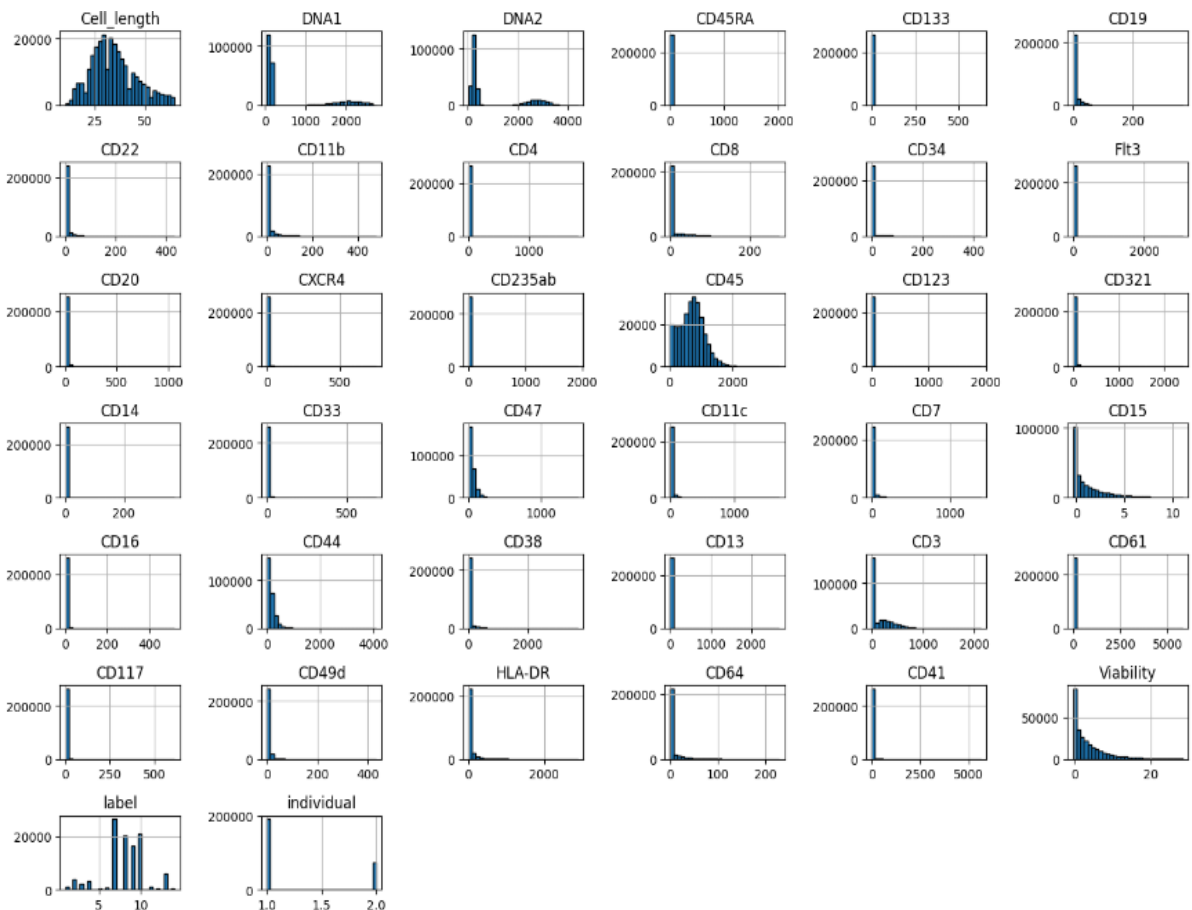 Cell_length DNA1 DNA2 CD45RA CD133 CD19
20000 100000 100000 200000 200000 200000
0 0 0 0 0 0
25 50 0 1000 2000 0 2000 4000 0 1000 2000 0 250 500 0 200
CD22 CD11b CD4 CD8 CD34 Flt3
200000 200000 200000 200000 200000 200000
0 0 0 0 0 0
0 200 400 0 200 400 0 1000 0 200 0 200 400 0 2000
CD20 CXCR4 CD235ab CD45 CD123 CD321
200000 200000 200000 20000 200000 200000
0 0 0 0 0 0
0 500 1000 0 500 0 1000 2000 0 2000 0 1000 2000 0 1000 2000
CD14 CD33 CD47 CD11c CD7 CD15
200000 200000 100000 200000 200000 100000
0 0 0 0 0 0
0 200 0 500 0 1000 0 1000 0 1000 0 5 10
CD16 CD44 CD38 CD13 CD3 CD61
200000 100000 200000 200000 100000 200000
0 0 0 0 0 0
0 200 400 0 2000 4000 0 2000 0 1000 2000 0 1000 2000 0 2500 5000
CD117 CD49d HLA-DR CD64 CD41 Viability
200000 200000 200000 200000 200000 50000
0 0 0 0 0 0
0 250 500 0 200 400 0 2000 0 100 200 0 2500 5000 0 20
label individual
20000 200000
100000
0 0
5 10 1.0 1.5 2.0